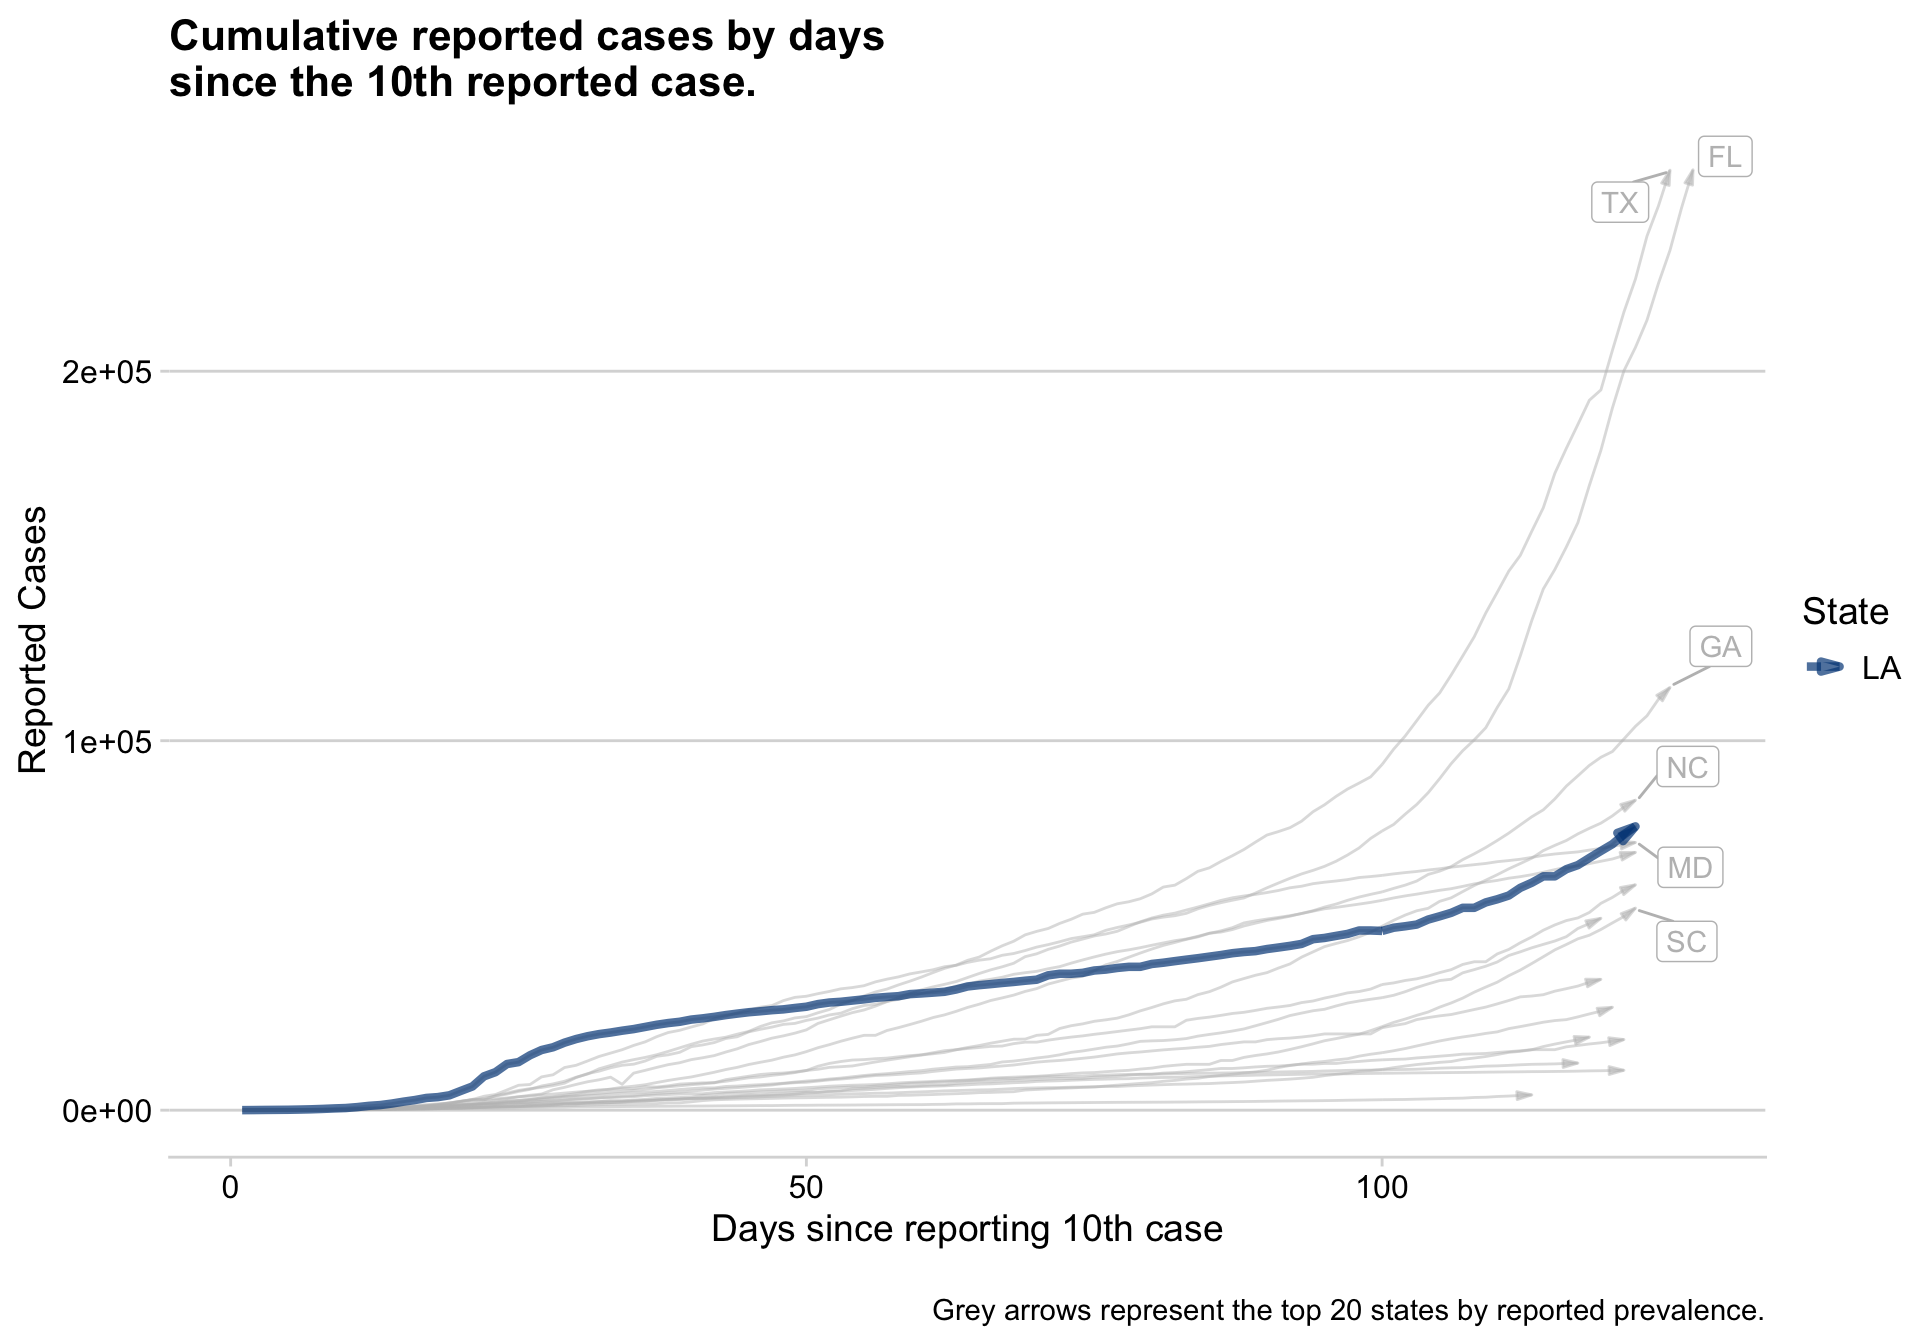 Cumulative reported cases by days
since the 10th reported case.
FL
TX
2e+05
GA
State
LA
1e+05
NC
MD
SC
0e+00
Reported Cases
0 50 100
Days since reporting 10th case
Grey arrows represent the top 20 states by reported prevalence.